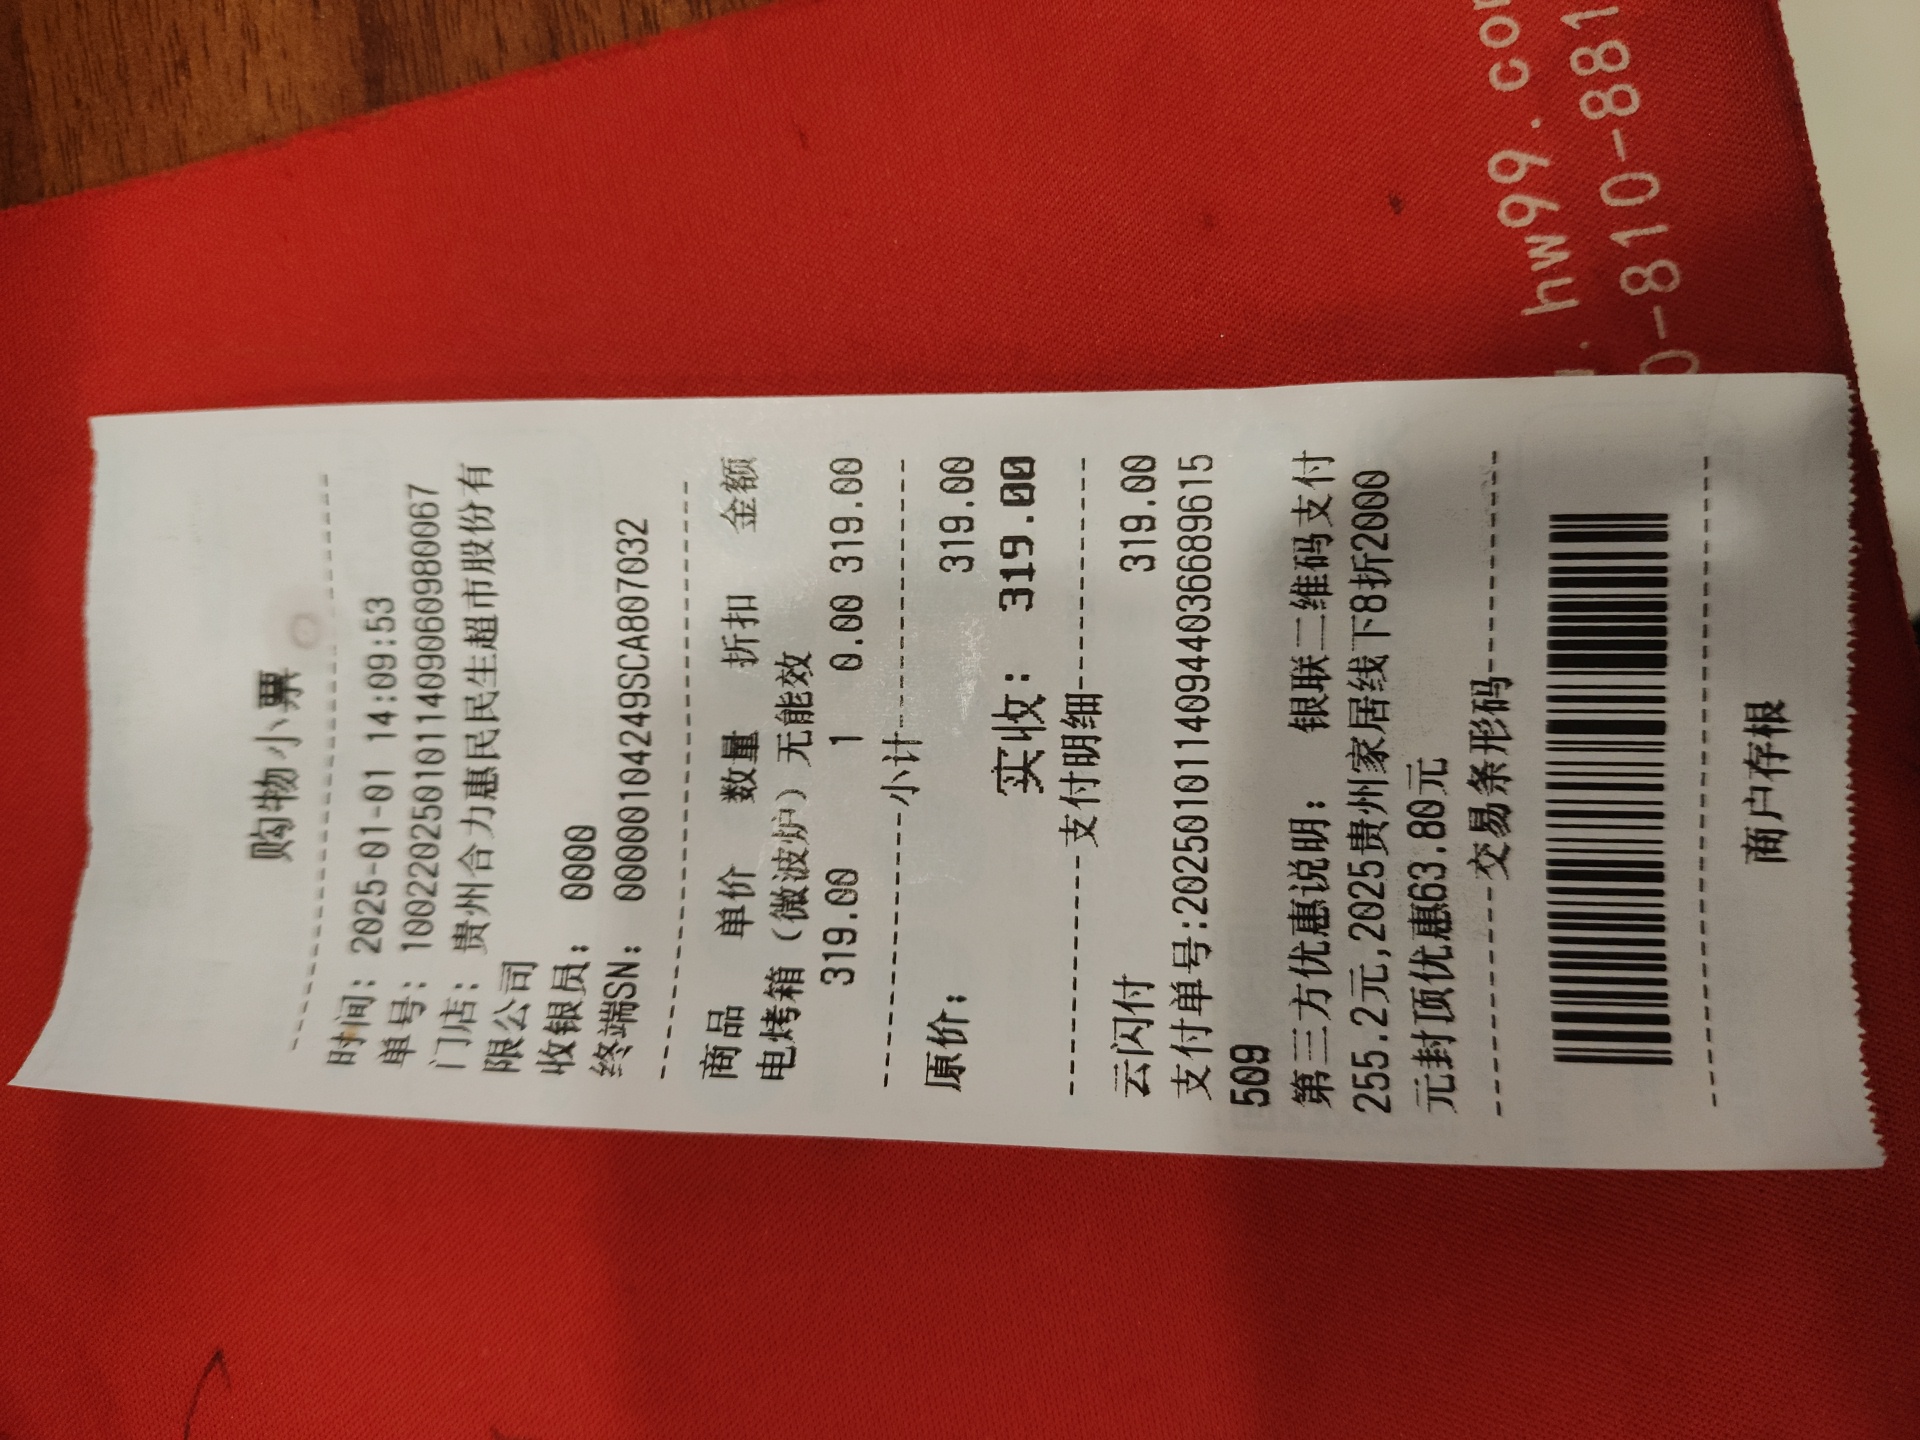 购物小票
时间：2025-01-01 14:09:53
单号：100220250101140906098006​7
门店：贵州合力惠民民生超市股份有
限公司
收银员： 0000
终端SN： 00000104249SCA807032
商品 单价 数量 折扣 金额
电烤箱（微波炉）无能效
319.00 1 0.00 319.00
小计
原价： 319.00
实收： 319.00
支付明细
云闪付 319.00
支付单号:2025010114094403668961​5
509
第三方优惠说明： 银联二维码支付
255.2元,2025贵州家居线下8折2000
元封顶优惠63.80元
交易条形码
商户存根
hw99.co
0-810-881